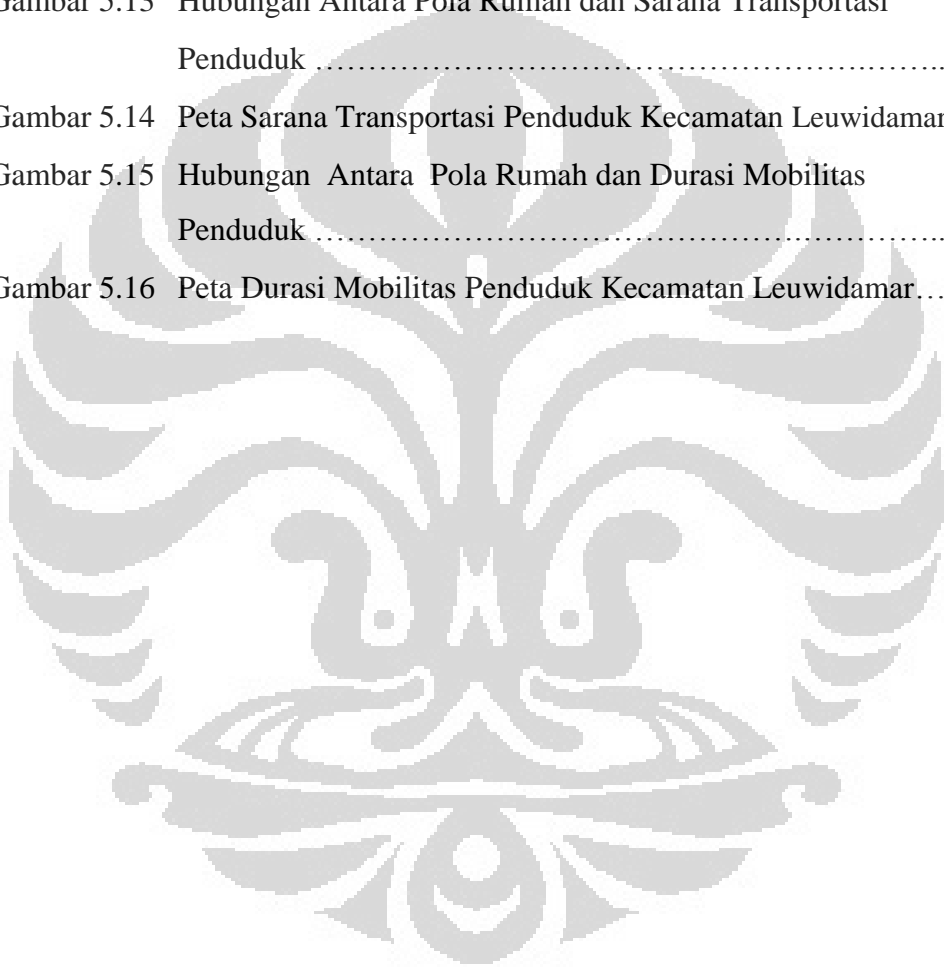 Gambar 5.13 Hubungan Antara Pola Rumah dan Sarana Transportasi
Penduduk ……………………………………………….……..
Gambar 5.14 Peta Sarana Transportasi Penduduk Kecamatan Leuwidamar
Gambar 5.15 Hubungan Antara Pola Rumah dan Durasi Mobilitas
Penduduk ………………………………………….…………..
Gambar 5.16 Peta Durasi Mobilitas Penduduk Kecamatan Leuwidamar…